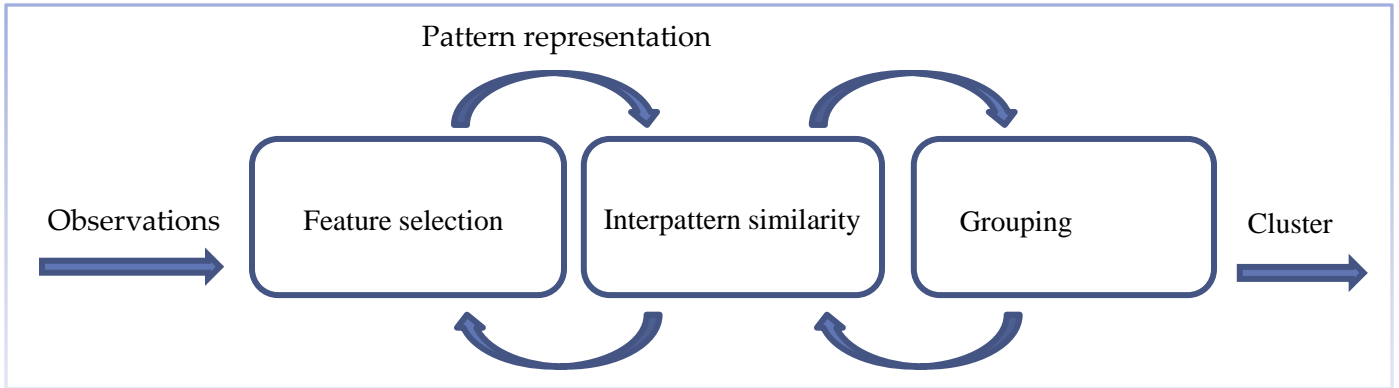 Pattern representation
Observations
Feature selection
Interpattern similarity
Grouping
Cluster